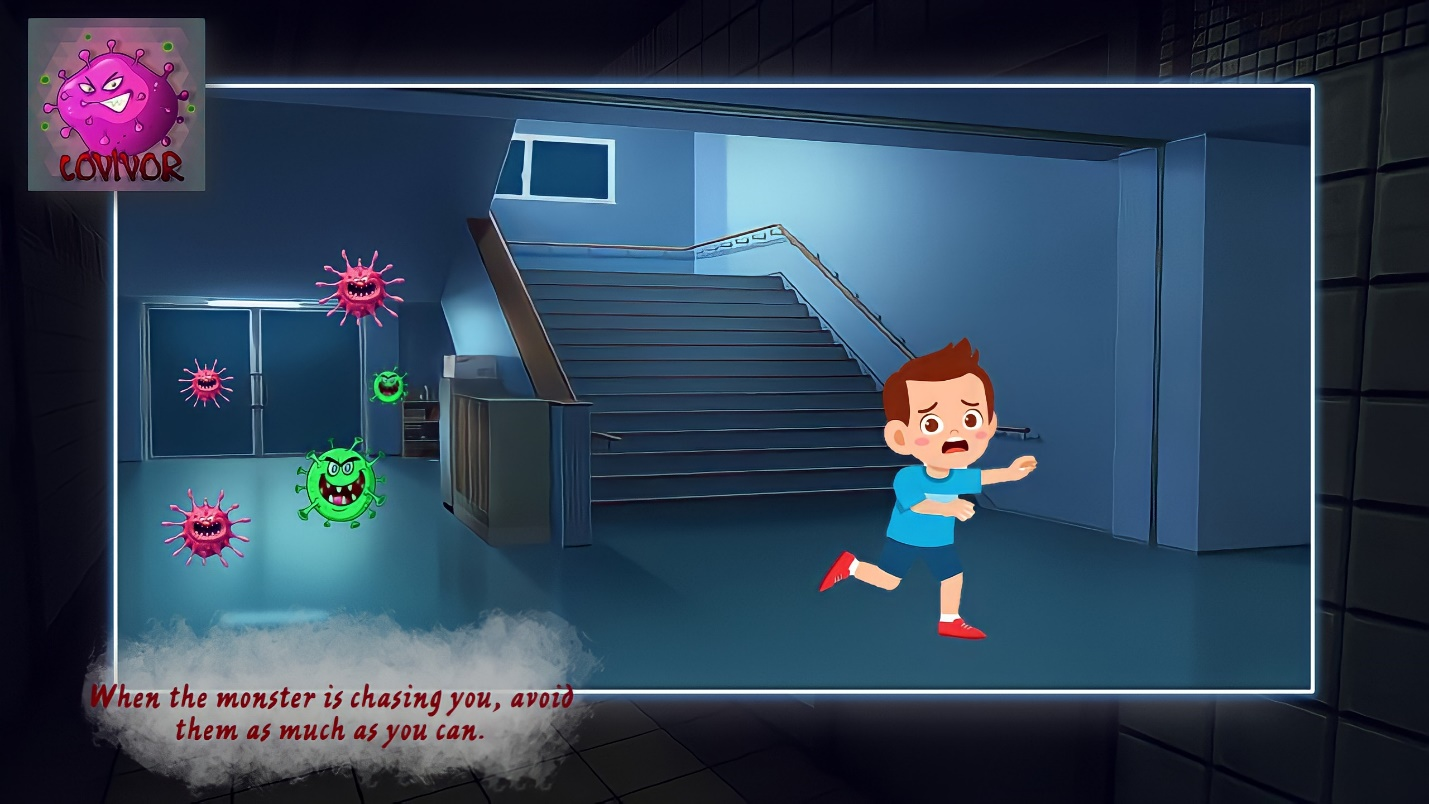 COVIVOR
When the monster is chasing you, avoid
them as much as you can.